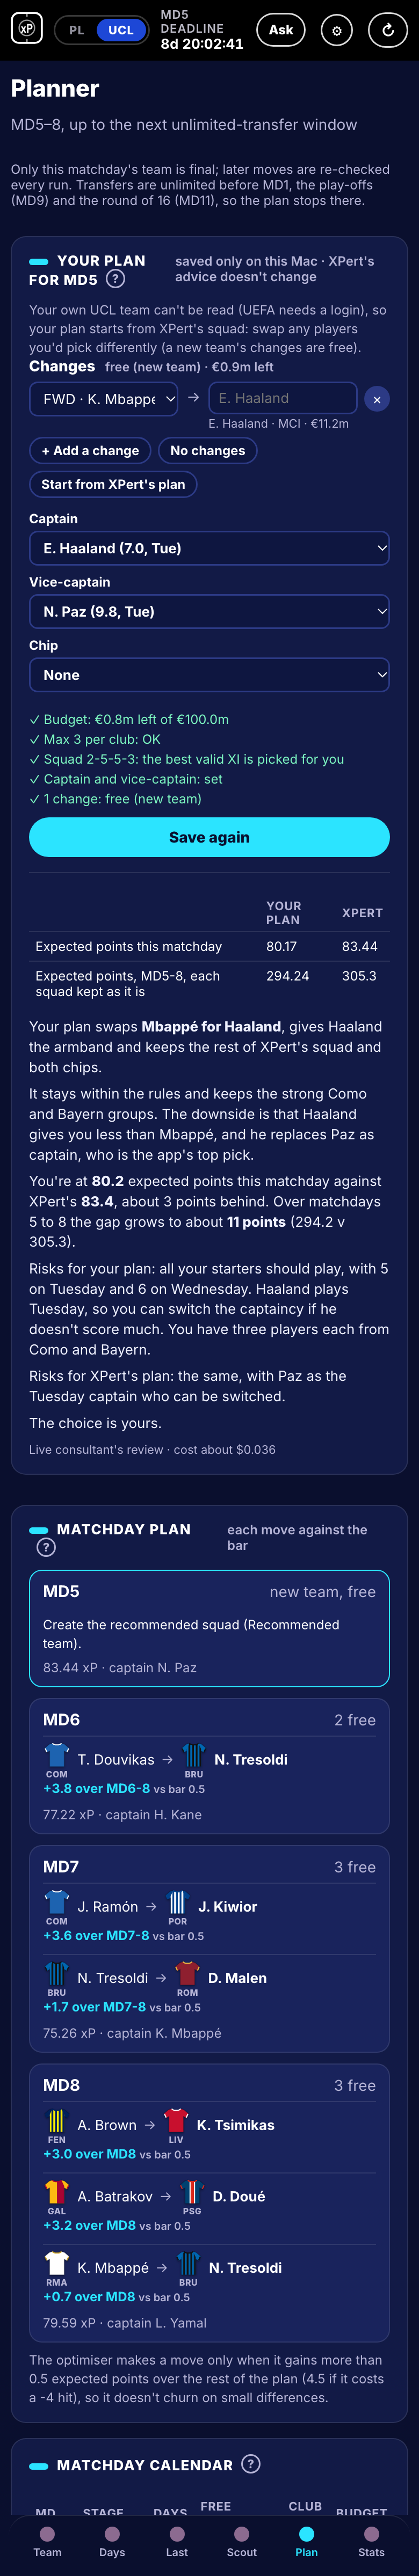 xP
PL
UCL
MD5
DEADLINE
8d 20:02:41
Ask
Planner
MD5–8, up to the next unlimited-transfer window
Only this matchday's team is final; later moves are re-checked
every run. Transfers are unlimited before MD1, the play-offs
(MD9) and the round of 16 (MD11), so the plan stops there.
YOUR PLAN
FOR MD5 ?
saved only on this Mac · XPert's
advice doesn't change
Your own UCL team can't be read (UEFA needs a login), so
your plan starts from XPert's squad: swap any players
you'd pick differently (a new team's changes are free).
Changes free (new team) · €0.9m left
FWD · K. Mbappé → E. Haaland ×
E. Haaland · MCI · €11.2m
+ Add a change
No changes
Start from XPert's plan
Captain
E. Haaland (7.0, Tue)
Vice-captain
N. Paz (9.8, Tue)
Chip
None
✓ Budget: €0.8m left of €100.0m
✓ Max 3 per club: OK
✓ Squad 2-5-5-3: the best valid XI is picked for you
✓ Captain and vice-captain: set
✓ 1 change: free (new team)
Save again
YOUR
PLAN
XPERT
Expected points this matchday 80.17 83.44
Expected points, MD5-8, each 294.24 305.3
squad kept as it is
Your plan swaps Mbappé for Haaland, gives Haaland
the armband and keeps the rest of XPert's squad and
both chips.
It stays within the rules and keeps the strong Como
and Bayern groups. The downside is that Haaland
gives you less than Mbappé, and he replaces Paz as
captain, who is the app's top pick.
You're at 80.2 expected points this matchday against
XPert's 83.4, about 3 points behind. Over matchdays
5 to 8 the gap grows to about 11 points (294.2 v
305.3).
Risks for your plan: all your starters should play, with 5
on Tuesday and 6 on Wednesday. Haaland plays
Tuesday, so you can switch the captaincy if he
doesn't score much. You have three players each from
Como and Bayern.
Risks for XPert's plan: the same, with Paz as the
Tuesday captain who can be switched.
The choice is yours.
Live consultant's review · cost about $0.036
MATCHDAY PLAN
?
each move against the
bar
MD5 new team, free
Create the recommended squad (Recommended
team).
83.44 xP · captain N. Paz
MD6 2 free
T. Douvikas → N. Tresoldi
COM BRU
+3.8 over MD6-8 vs bar 0.5
77.22 xP · captain H. Kane
MD7 3 free
J. Ramón → J. Kiwior
COM POR
+3.6 over MD7-8 vs bar 0.5
N. Tresoldi → D. Malen
BRU ROM
+1.7 over MD7-8 vs bar 0.5
75.26 xP · captain K. Mbappé
MD8 3 free
A. Brown → K. Tsimikas
FEN LIV
+3.0 over MD8 vs bar 0.5
A. Batrakov → D. Doué
GAL PSG
+3.2 over MD8 vs bar 0.5
K. Mbappé → N. Tresoldi
RMA BRU
+0.7 over MD8 vs bar 0.5
79.59 xP · captain L. Yamal
The optimiser makes a move only when it gains more than
0.5 expected points over the rest of the plan (4.5 if it costs
a -4 hit), so it doesn't churn on small differences.
MATCHDAY CALENDAR ?
MD STAGE DAYS FREE CLUB BUDGET
Team Days Last Scout Plan Stats